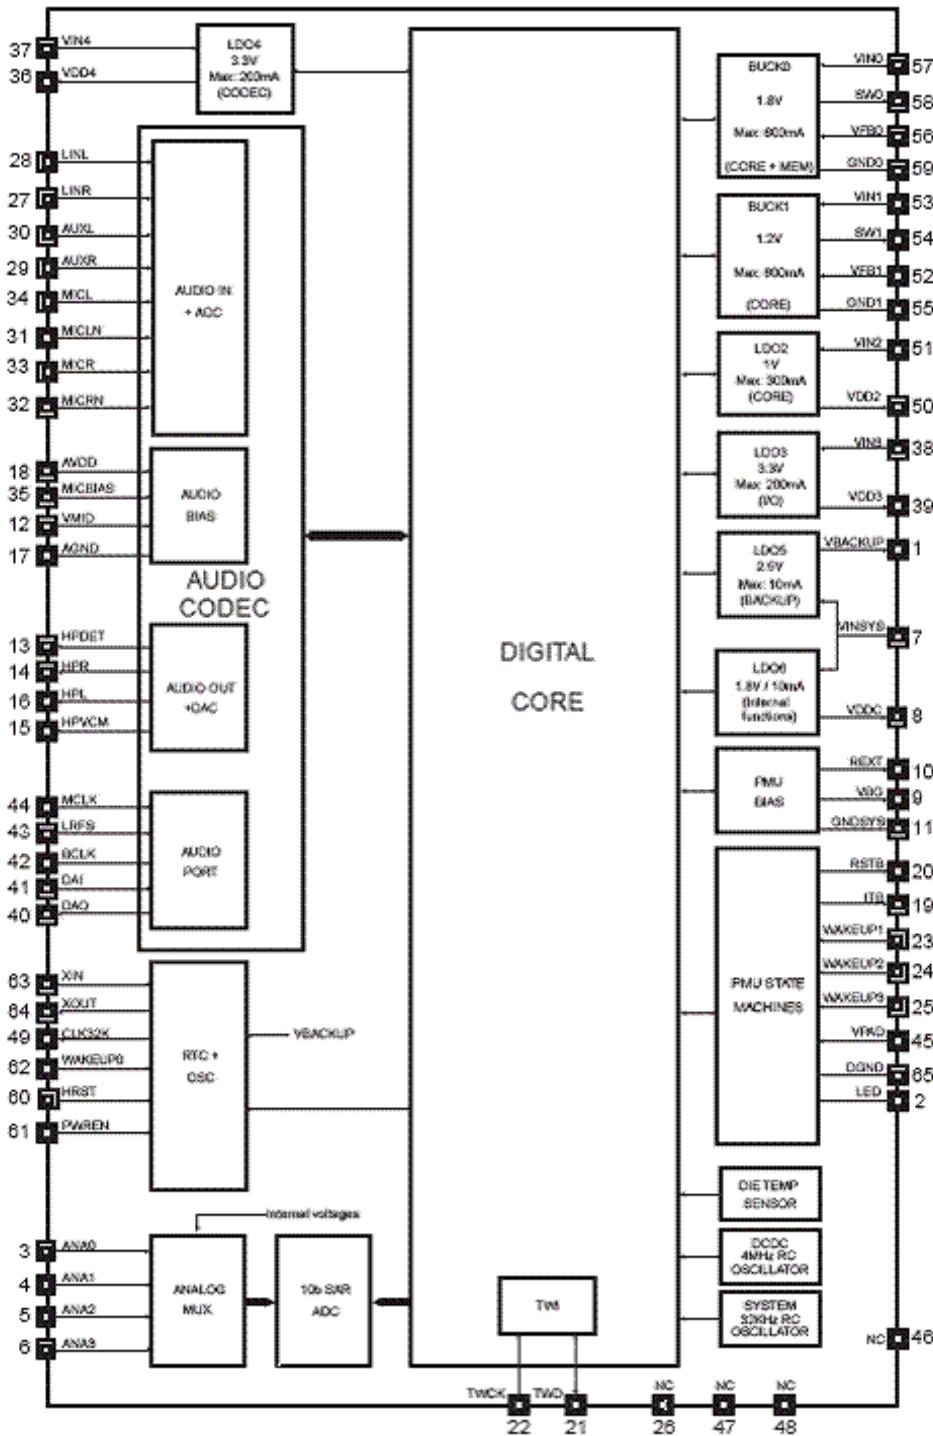 37 VIN4
36 VDD4
LDO4
3.3V
Max: 200mA
(CODEC)
28 LINL
27 LINR
30 AUXL
29 AUXR
34 MICL
31 MICLN
33 MICR
32 MICRN
AUDIO IN
+ ADC
18 AVDD
35 MICBIAS
12 VMID
17 AGND
AUDIO
BIAS
AUDIO
CODEC
13 HPDET
14 HPR
16 HPL
15 HPVCM
AUDIO OUT
+DAC
44 MCLK
43 LRFS
42 BCLK
41 DAI
40 DAO
AUDIO
PORT
63 XIN
64 XOUT
49 CLK32K
62 WAKEUP0
60 HRST
61 PWREN
RTC +
OSC
VBACKUP
Internal voltages
3 ANA0
4 ANA1
5 ANA2
6 ANA3
ANALOG
MUX
10b SAR
ADC
DIGITAL
CORE
TWI
TWCK
22
TWD
21
NC
26
NC
47
NC
48
BUCK0
1.8V
Max: 600mA
(CORE + MEM)
VIN0 57
SW0 58
VFB0 56
GND0 59
BUCK1
1.2V
Max: 600mA
(CORE)
VIN1 53
SW1 54
VFB1 52
GND1 55
LDO2
1V
Max: 300mA
(CORE)
VIN2 51
VDD2 50
LDO3
3.3V
Max: 200mA
(I/O)
VIN3 38
VDD3 39
LDO5
2.5V
Max: 10mA
(BACKUP)
VBACKUP 1
VINSYS 7
LDO6
1.8V / 10mA
(Internal
functions)
VDDC 8
PMU
BIAS
REXT 10
VBG 9
GNDSYS 11
PMU STATE
MACHINES
RSTB 20
ITB 19
WAKEUP1 23
WAKEUP2 24
WAKEUP3 25
VPAD 45
DGND 65
LED 2
DIE TEMP
SENSOR
DCDC
4MHz RC
OSCILLATOR
SYSTEM
32KHz RC
OSCILLATOR
NC 46